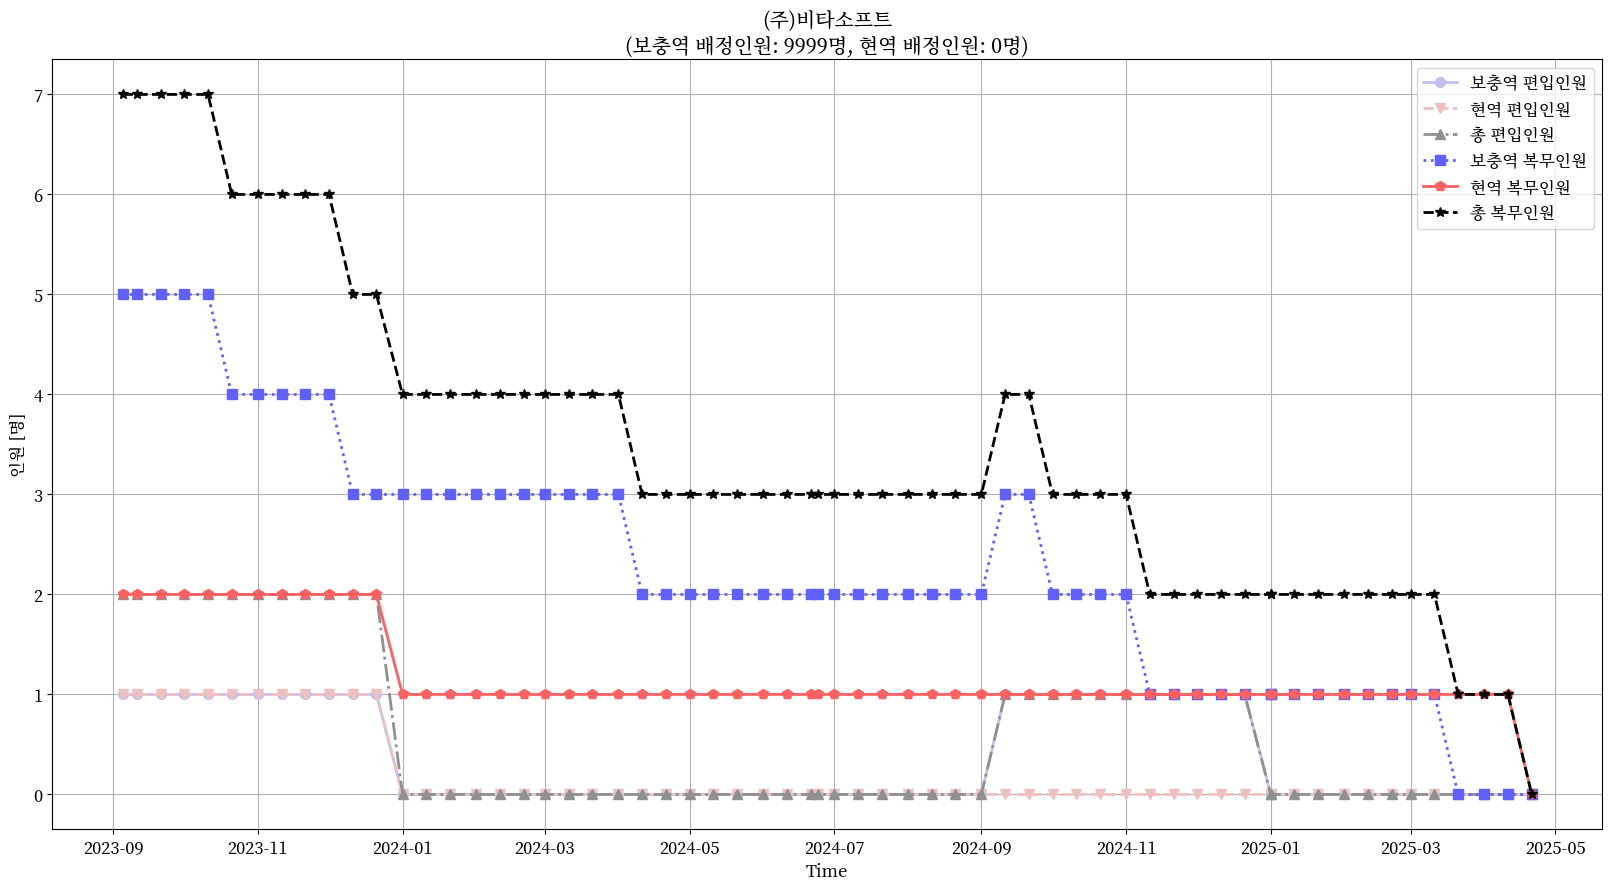 (주)비타소프트
(보충역 배정인원: 9999명, 현역 배정인원: 0명)
보충역 편입인원
현역 편입인원
총 편입인원
보충역 복무인원
현역 복무인원
총 복무인원
인원 [명]
7
6
5
4
3
2
1
0
2023-09
2023-11
2024-01
2024-03
2024-05
2024-07
2024-09
2024-11
2025-01
2025-03
2025-05
Time